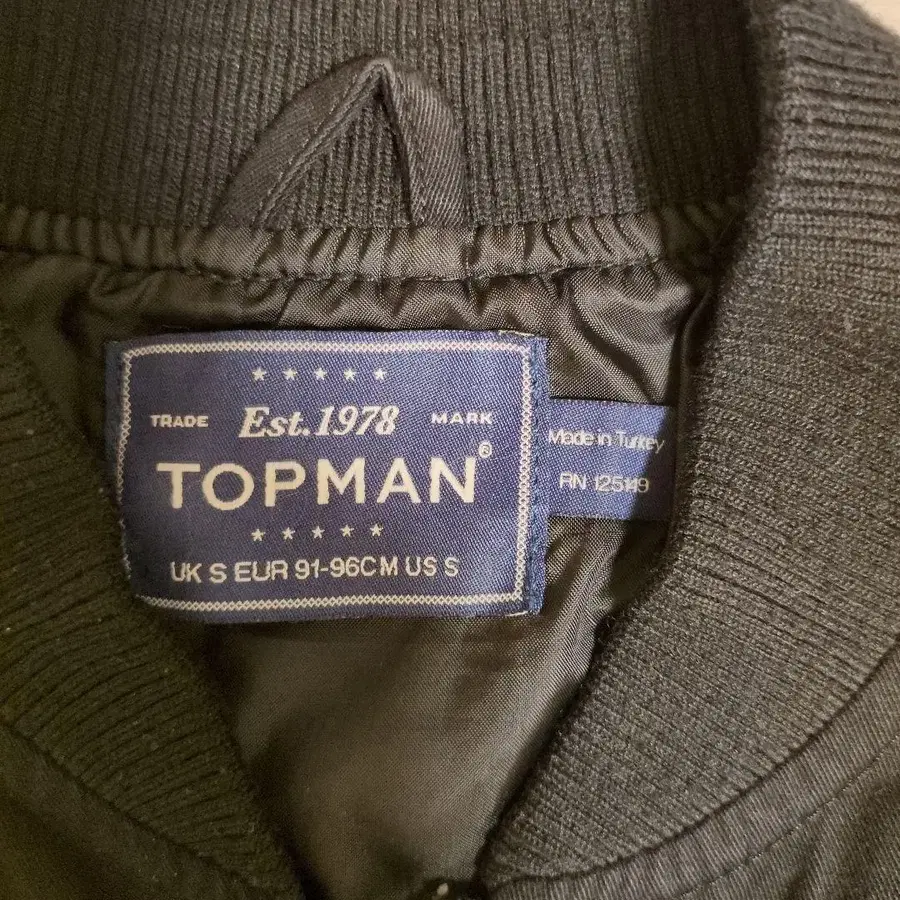 TRADE Est.1978 MARK
TOPMAN®
UK S EUR 91-96CM US S
Made in Turkey
RN 125149